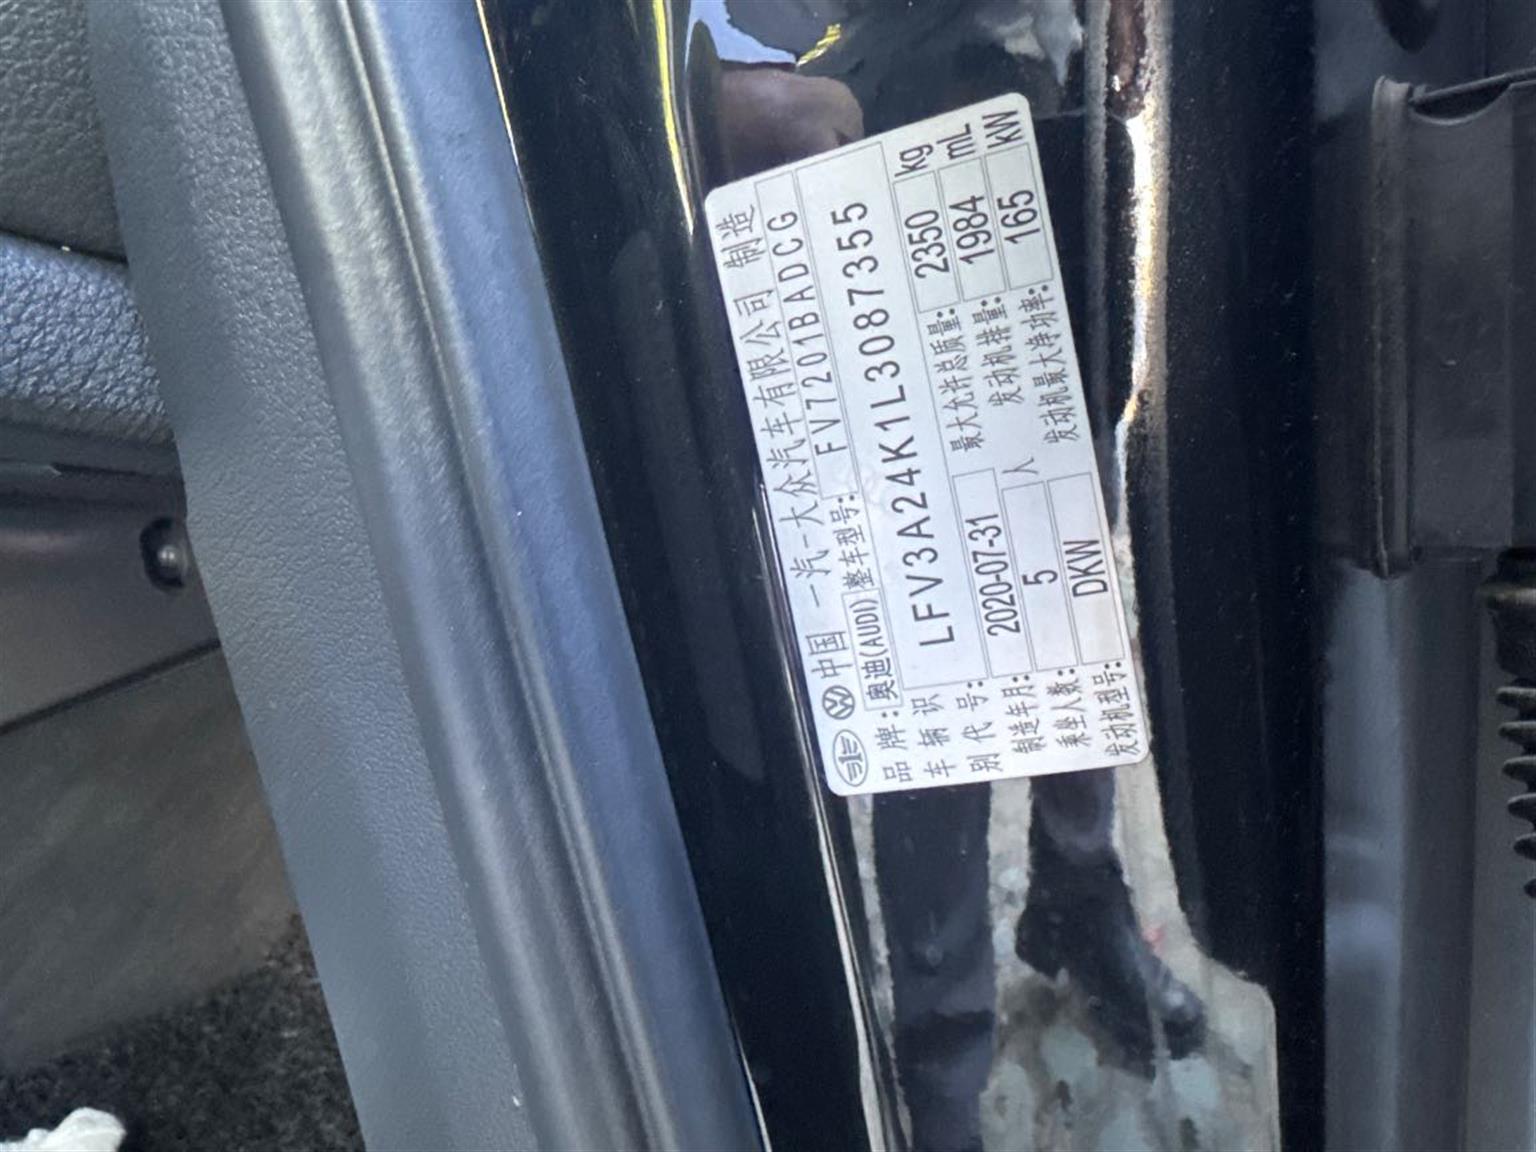 中国 一汽-大众汽车有限公司 制造
品牌: 奥迪(AUDI) 整车型号: FV7201BADCG
车辆识别代号: LFV3A24K1L3087355
制造年月: 2020-07-31 最大允许总质量: 2350 kg
乘坐人数: 5 人 发动机排量: 1984 mL
发动机型号: DKW 发动机最大净功率: 165 kW